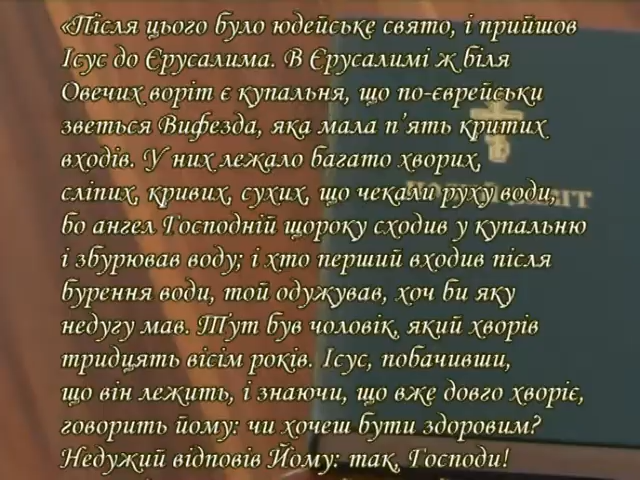 «Після цього було юдейське свято, і прийшов
Ісус до Єрусалима. В Єрусалимі ж біля
Овечих воріт є купальня, що по-єврейськи
зветься Вифезда, яка мала п’ять критих
входів. У них лежало багато хворих,
сліпих, кривих, сухих, що чекали руху води,
бо ангел Господній щороку сходив у купальню
і збурював воду; і хто перший входив після
бурення води, той одужував, хоч би яку
недугу мав. Тут був чоловік, який хворів
тридцять вісім років. Ісус, побачивши,
що він лежить, і знаючи, що вже довго хворіє,
говорить йому: чи хочеш бути здоровим?
Недужий відповів Йому: так, Господи!